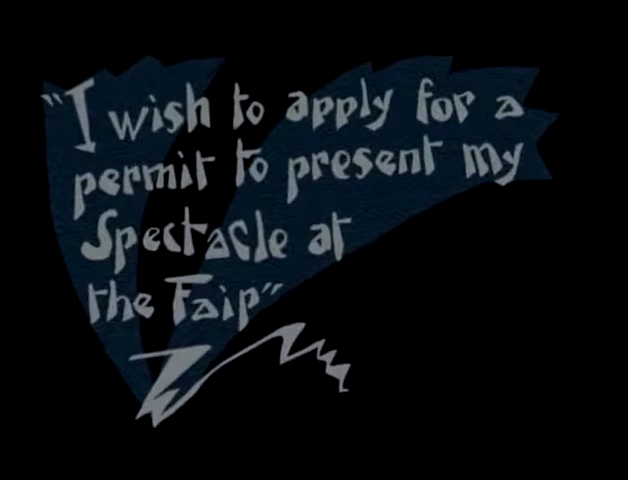 "I wish to apply for a
permit to present my
Spectacle at
the Fair"